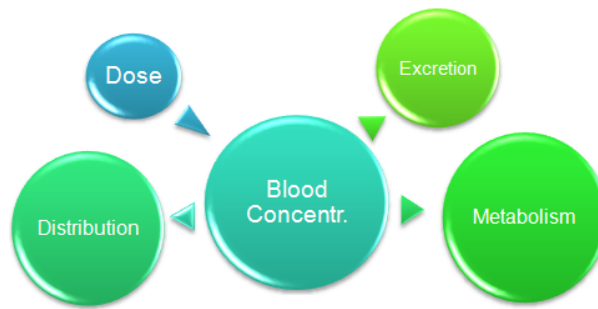 Dose
Excretion
Blood
Concentr.
Distribution
Metabolism